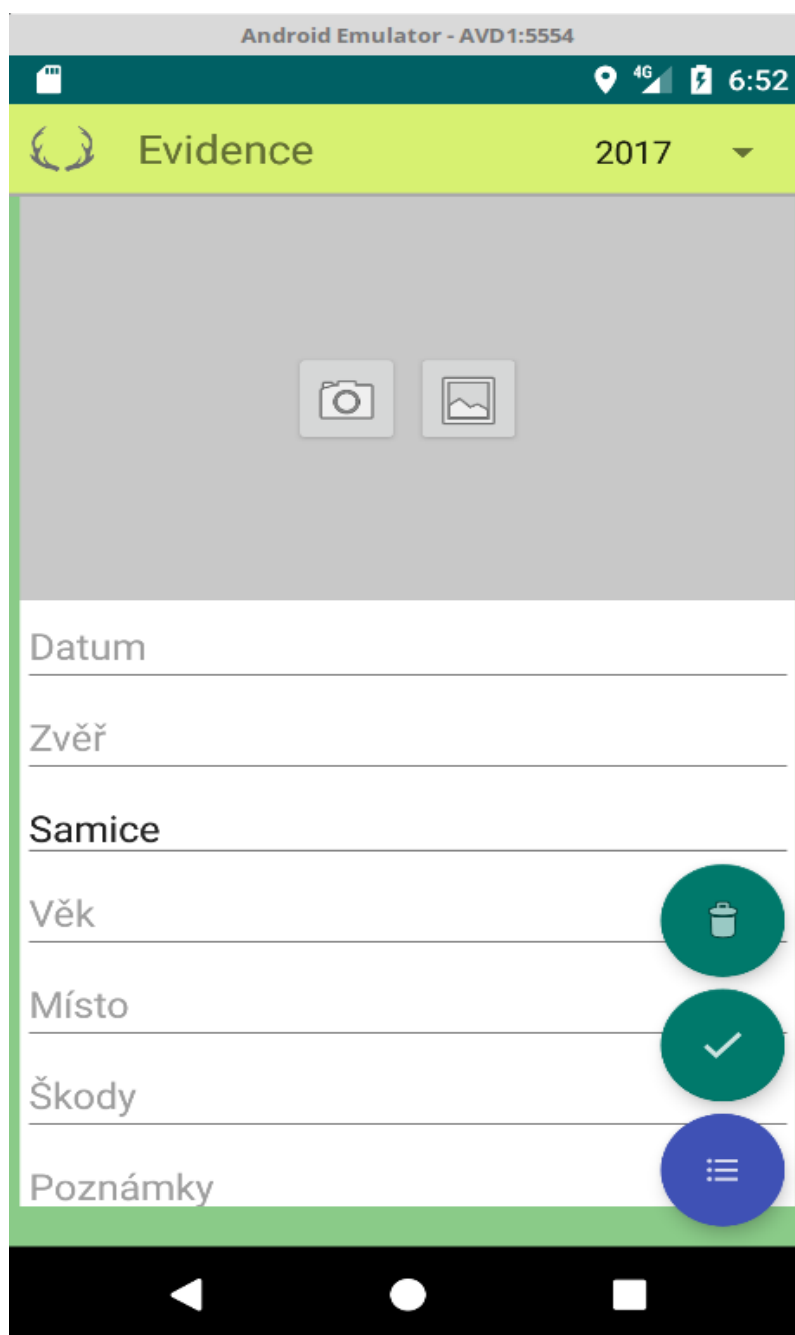 Android Emulator - AVD1:5554
4G 6:52
Evidence 2017
Datum
Zvěř
Samice
Věk
Místo
Škody
Poznámky